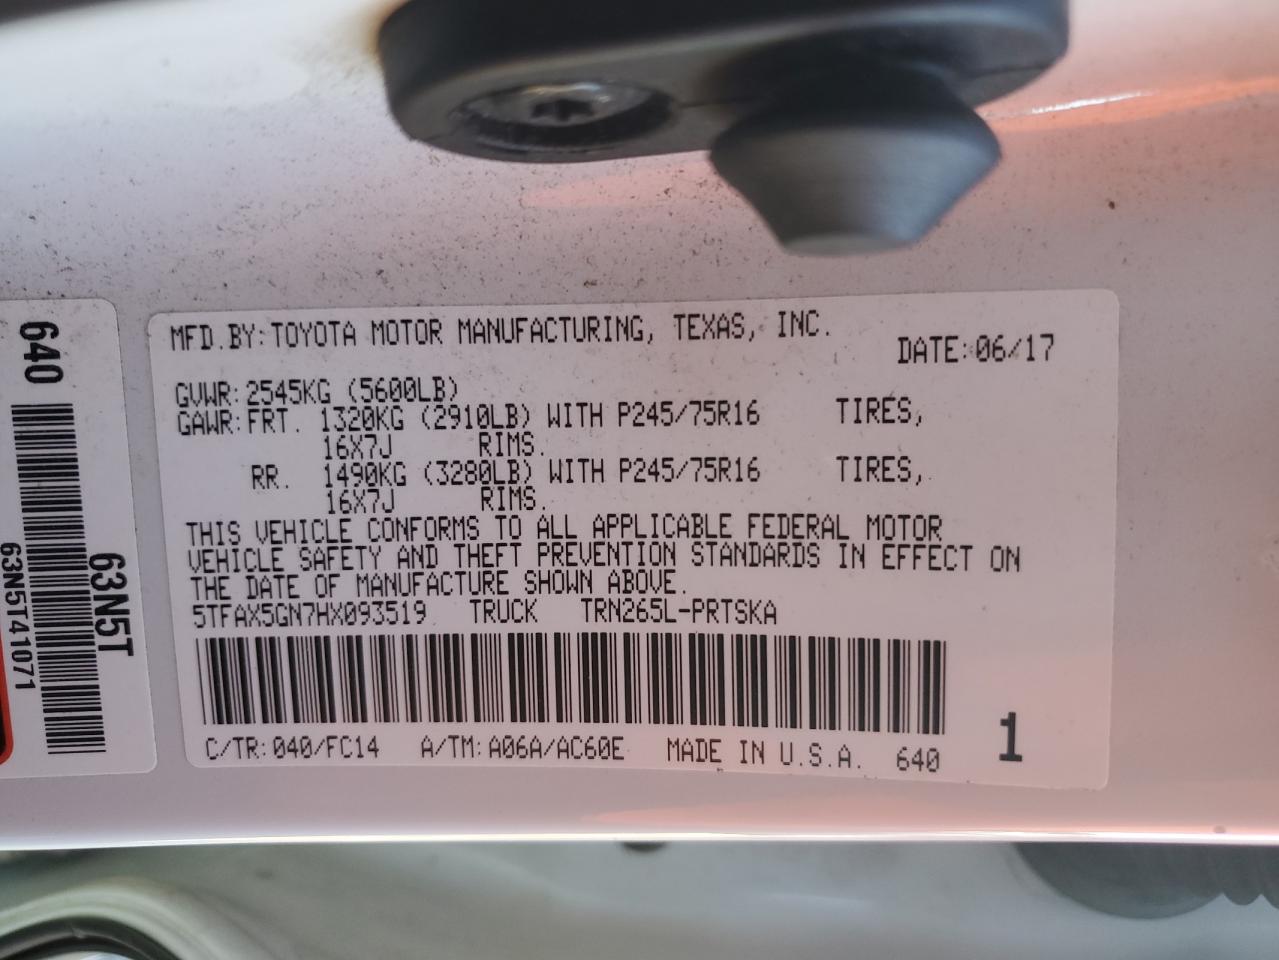 640
63N5T
63N5T41071
MFD.BY:TOYOTA MOTOR MANUFACTURING, TEXAS, INC.
DATE:06/17
GVWR:2545KG (5600LB)
GAWR:FRT. 1320KG (2910LB) WITH P245/75R16 TIRES,
16X7J RIMS.
RR. 1490KG (3280LB) WITH P245/75R16 TIRES,
16X7J RIMS.
THIS VEHICLE CONFORMS TO ALL APPLICABLE FEDERAL MOTOR
VEHICLE SAFETY AND THEFT PREVENTION STANDARDS IN EFFECT ON
THE DATE OF MANUFACTURE SHOWN ABOVE.
5TFAX5GN7HX093519 TRUCK TRN265L-PRTSKA
C/TR:040/FC14 A/TM:A06A/AC60E MADE IN U.S.A. 640
1